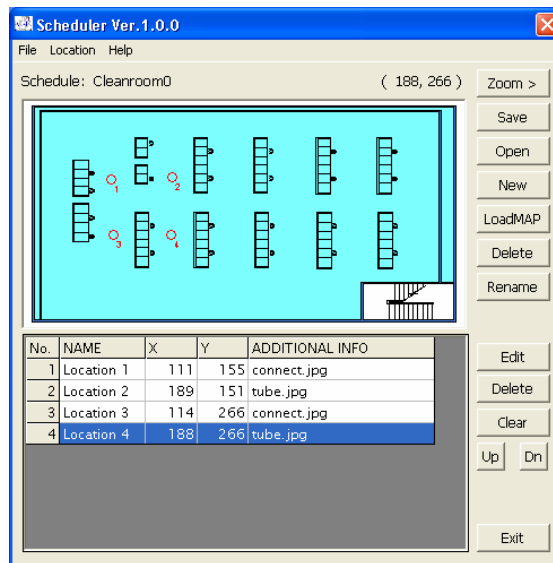 Scheduler Ver.1.0.0
File Location Help
Schedule: Cleanroom0 ( 188, 266 )
Zoom >
Save
Open
New
LoadMAP
Delete
Rename
1 2
3 4
No. NAME X Y ADDITIONAL INFO
1 Location 1 111 155 connect.jpg
2 Location 2 189 151 tube.jpg
3 Location 3 114 266 connect.jpg
4 Location 4 188 266 tube.jpg
Edit
Delete
Clear
Up Dn
Exit